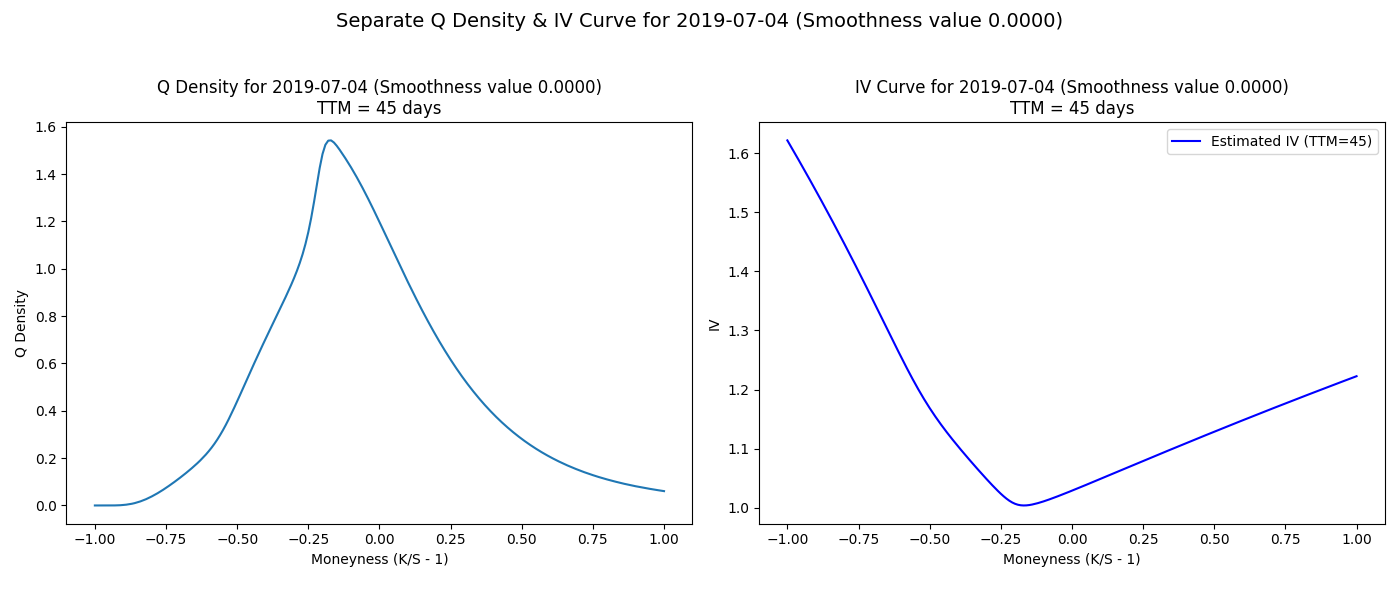 Separate Q Density & IV Curve for 2019-07-04 (Smoothness value 0.0000)
Q Density for 2019-07-04 (Smoothness value 0.0000)
TTM = 45 days
1.6
1.4
1.2
1.0
0.8
0.6
0.4
0.2
0.0
Q Density
−1.00 −0.75 −0.50 −0.25 0.00 0.25 0.50 0.75 1.00
Moneyness (K/S - 1)
IV Curve for 2019-07-04 (Smoothness value 0.0000)
TTM = 45 days
Estimated IV (TTM=45)
1.6
1.5
1.4
1.3
1.2
1.1
1.0
IV
−1.00 −0.75 −0.50 −0.25 0.00 0.25 0.50 0.75 1.00
Moneyness (K/S - 1)